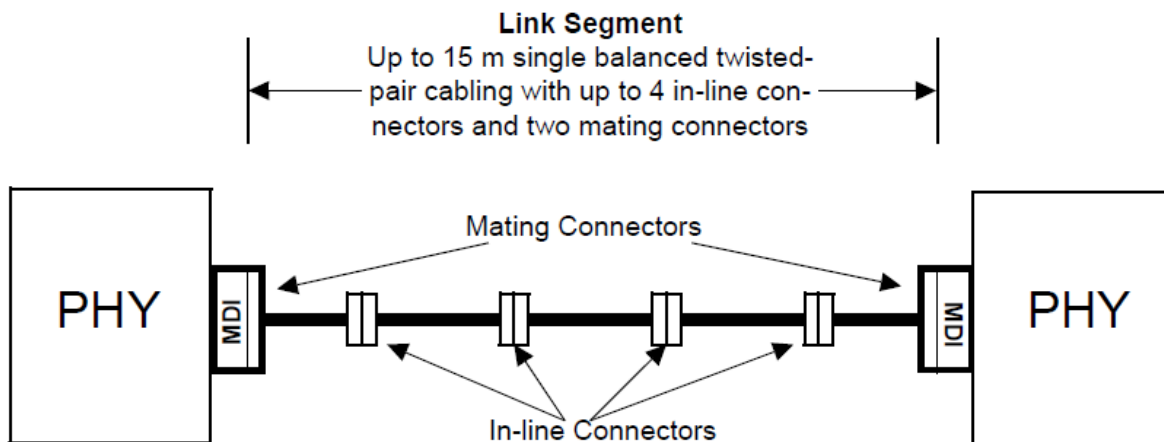 Link Segment
Up to 15 m single balanced twisted-
pair cabling with up to 4 in-line con-
nectors and two mating connectors
Mating Connectors
PHY
MDI
MDI
PHY
In-line Connectors